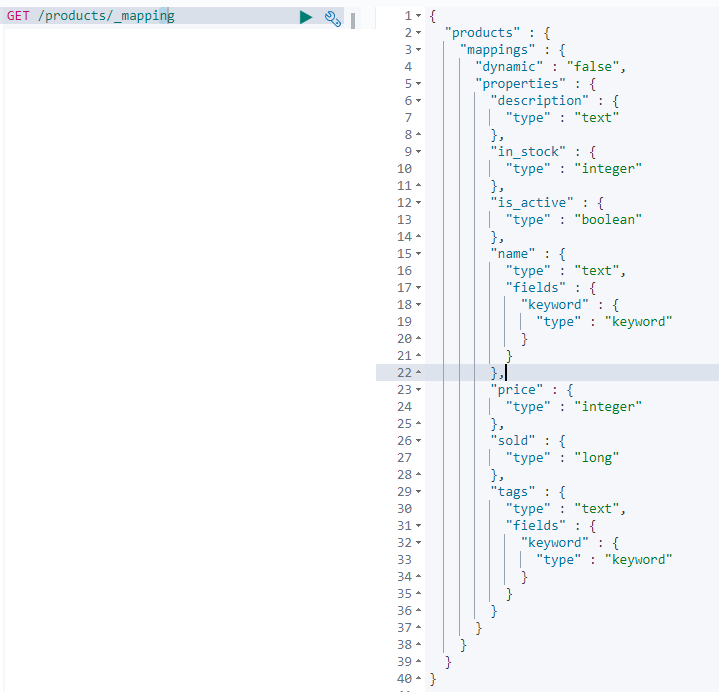 GET /products/_mapping
1 {
2 "products" : {
3 "mappings" : {
4 "dynamic" : "false",
5 "properties" : {
6 "description" : {
7 "type" : "text"
8 },
9 "in_stock" : {
10 "type" : "integer"
11 },
12 "is_active" : {
13 "type" : "boolean"
14 },
15 "name" : {
16 "type" : "text",
17 "fields" : {
18 "keyword" : {
19 "type" : "keyword"
20 }
21 }
22 },
23 "price" : {
24 "type" : "integer"
25 },
26 "sold" : {
27 "type" : "long"
28 },
29 "tags" : {
30 "type" : "text",
31 "fields" : {
32 "keyword" : {
33 "type" : "keyword"
34 }
35 }
36 }
37 }
38 }
39 }
40 }